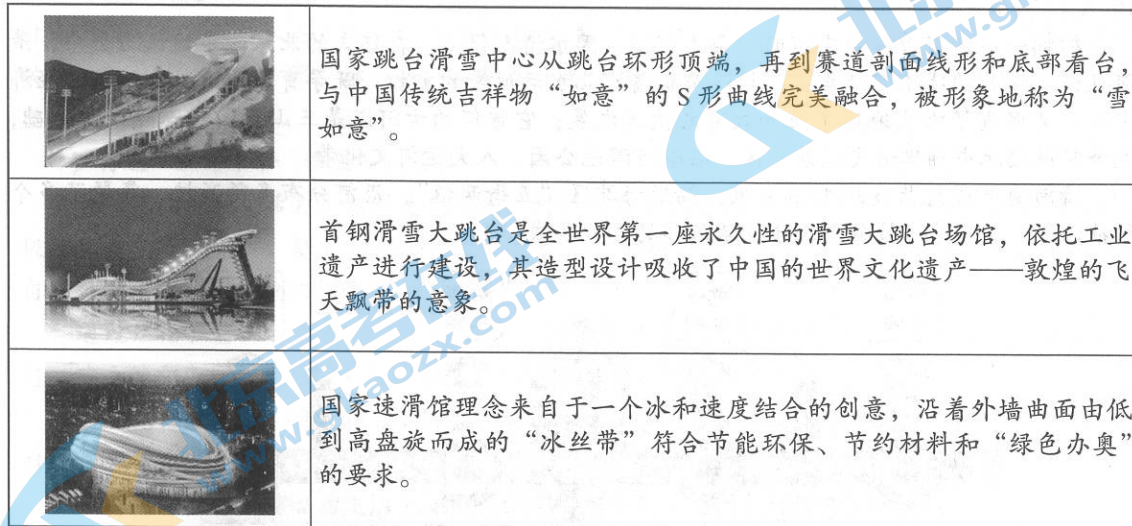 国家跳台滑雪中心从跳台环形顶端，再到赛道剖面线形和底部看台，
与中国传统吉祥物“如意”的S形曲线完美融合，被形象地称为“雪
如意”。
首钢滑雪大跳台是全世界第一座永久性的滑雪大跳台场馆，依托工业
遗产进行建设，其造型设计吸收了中国的世界文化遗产——敦煌的飞
天飘带的意象。
国家速滑馆理念来自于一个冰和速度结合的创意，沿着外墙曲面由低
到高盘旋而成的“冰丝带”符合节能环保、节约材料和“绿色办奥”
的要求。
北京高考在线
www.gkaozx.com